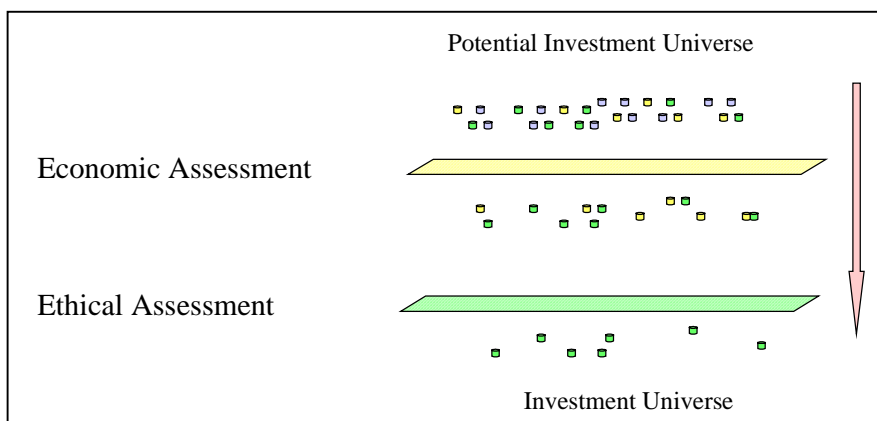 Potential Investment Universe
Economic Assessment
Ethical Assessment
Investment Universe